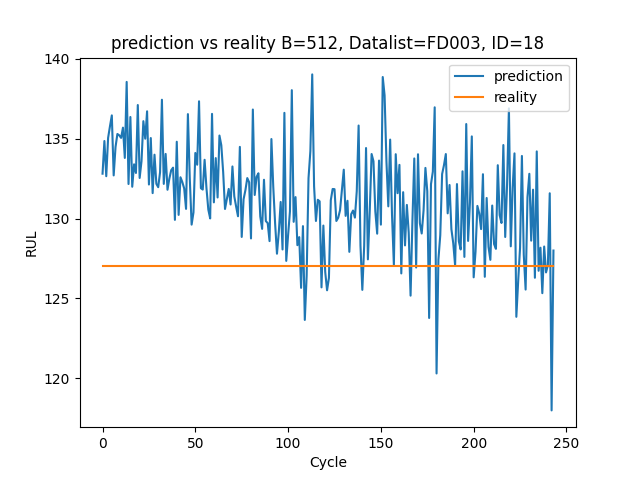 prediction vs reality B=512, Datalist=FD003, ID=18
prediction
reality
140
135
130
125
120
RUL
0
50
100
150
200
250
Cycle